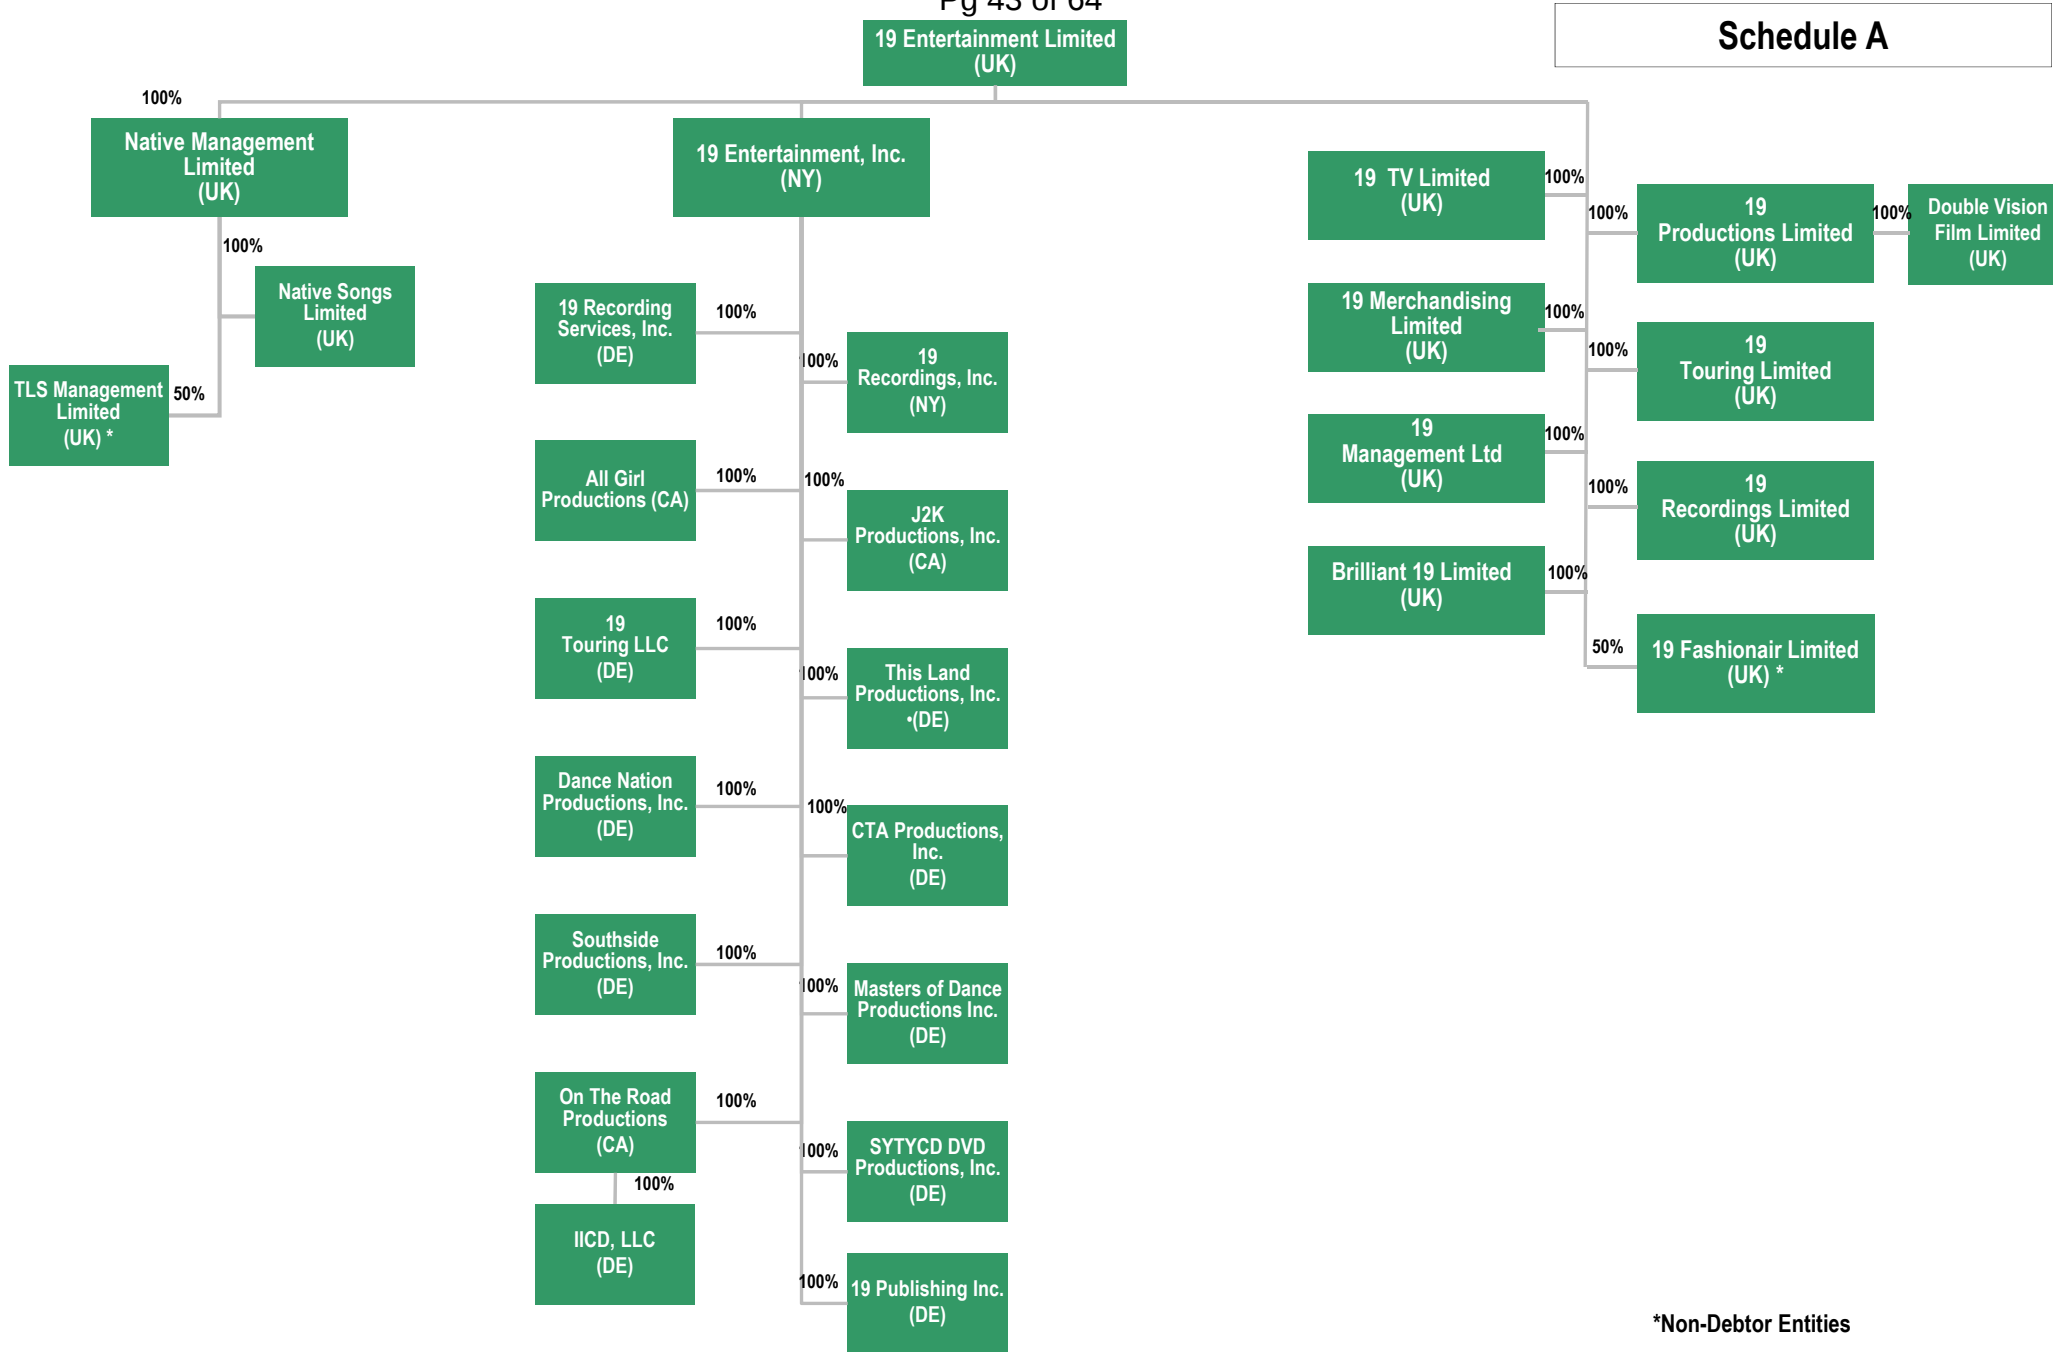 Pg 43 of 64
19 Entertainment Limited
(UK)
Schedule A
100%
Native Management
Limited
(UK)
100%
Native Songs
Limited
(UK)
TLS Management
Limited
(UK) *
50%
19 Entertainment, Inc.
(NY)
19 Recording
Services, Inc.
(DE)
100%
100%
19
Recordings, Inc.
(NY)
All Girl
Productions (CA)
100%
100%
J2K
Productions, Inc.
(CA)
19
Touring LLC
(DE)
100%
100%
This Land
Productions, Inc.
•(DE)
Dance Nation
Productions, Inc.
(DE)
100%
100%
CTA Productions,
Inc.
(DE)
Southside
Productions, Inc.
(DE)
100%
100%
Masters of Dance
Productions Inc.
(DE)
On The Road
Productions
(CA)
100%
100%
SYTYCD DVD
Productions, Inc.
(DE)
100%
IICD, LLC
(DE)
100%
19 Publishing Inc.
(DE)
19 TV Limited
(UK)
100%
100%
19
Productions Limited
(UK)
100%
Double Vision
Film Limited
(UK)
19 Merchandising
Limited
(UK)
100%
100%
19
Touring Limited
(UK)
19
Management Ltd
(UK)
100%
100%
19
Recordings Limited
(UK)
Brilliant 19 Limited
(UK)
100%
50%
19 Fashionair Limited
(UK) *
*Non-Debtor Entities